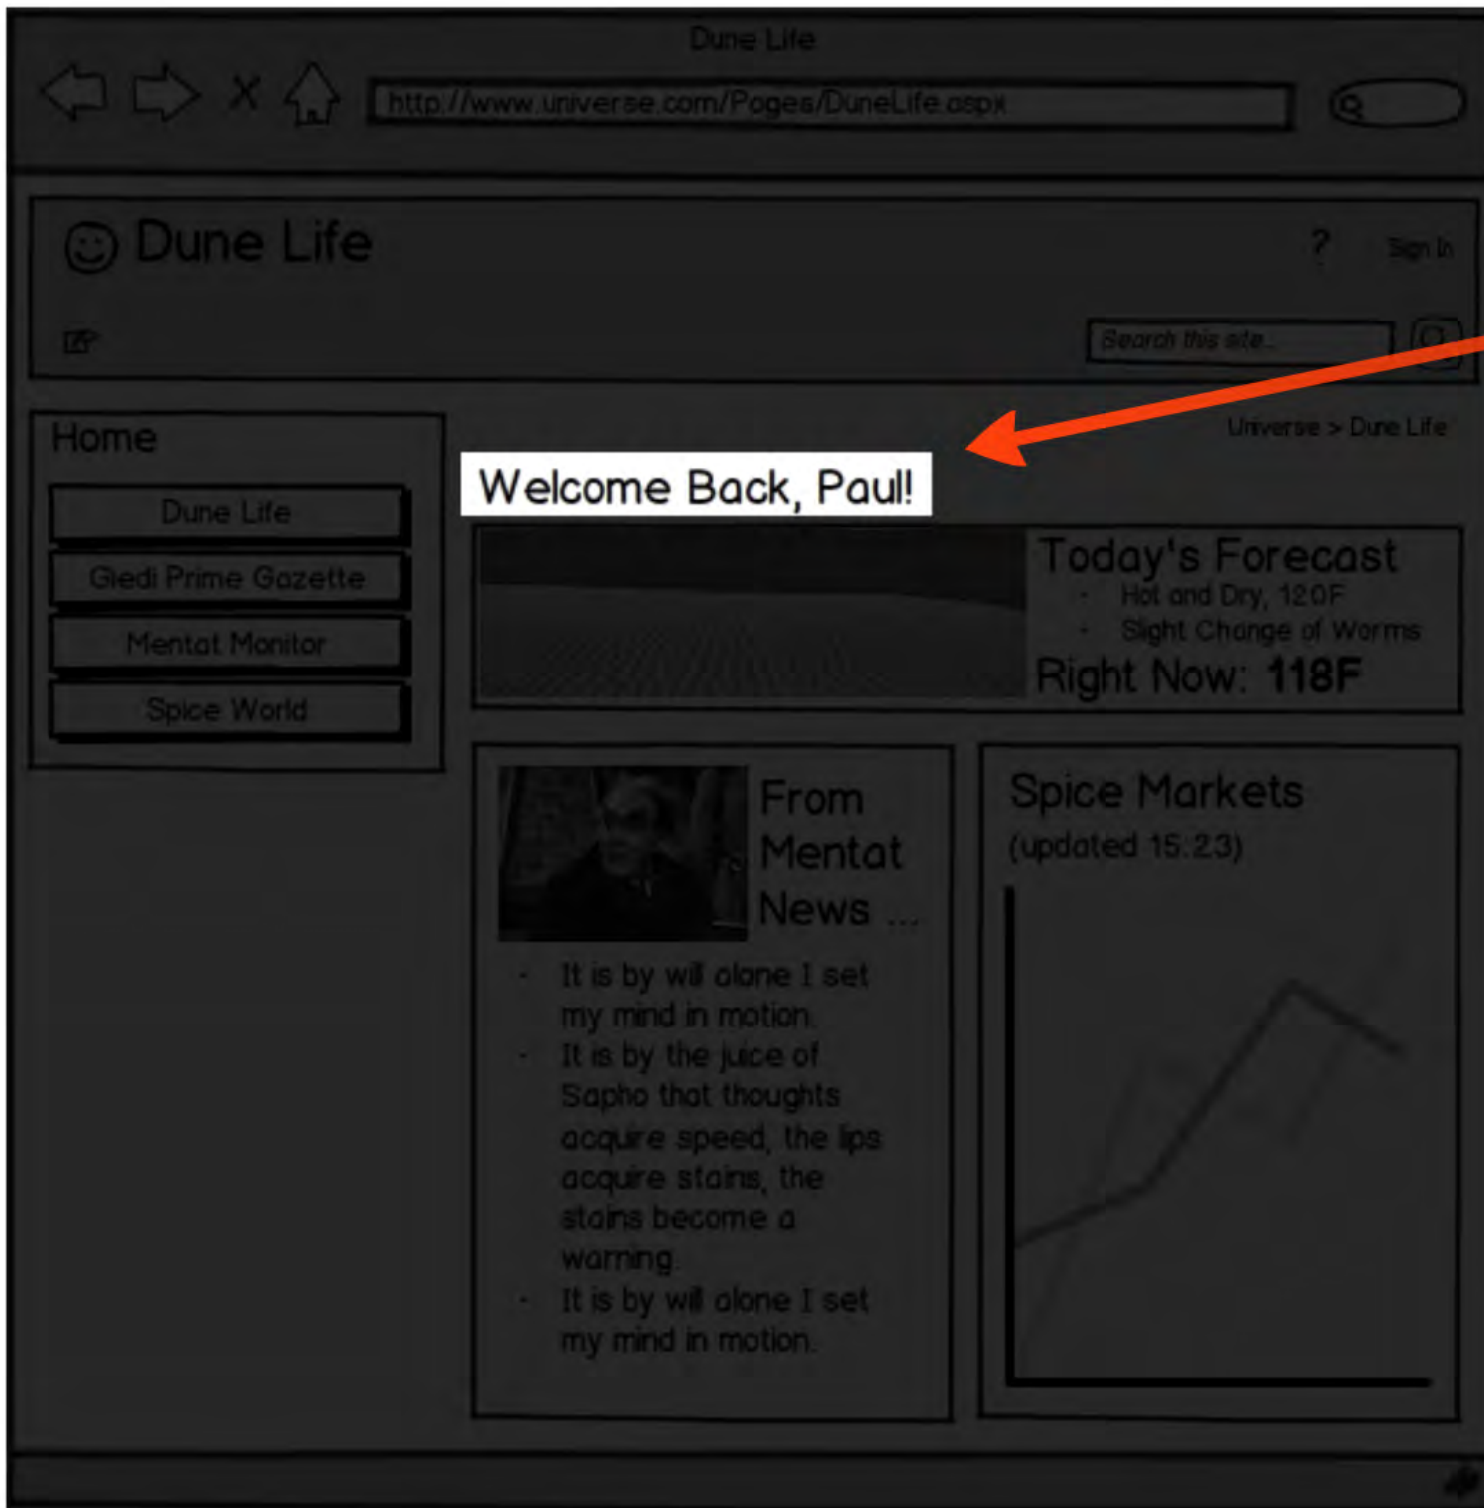 Dune Life
http://www.universe.com/Pages/DuneLife.aspx
Dune Life
?
Sign In
Search this site...
Home
Universe > Dune Life
Dune Life
Giedi Prime Gazette
Mentat Monitor
Spice World
Welcome Back, Paul!
Today's Forecast
- Hot and Dry, 120F
- Slight Change of Worms
Right Now: 118F
From
Mentat
News ...
- It is by will alone I set
my mind in motion.
- It is by the juice of
Sapho that thoughts
acquire speed, the lips
acquire stains, the
stains become a
warning.
- It is by will alone I set
my mind in motion.
Spice Markets
(updated 15:23)